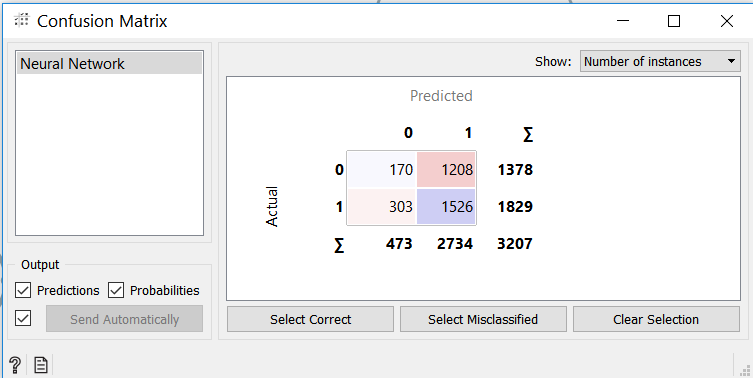 Confusion Matrix
Neural Network
Show: Number of instances
Predicted
0 1 ∑
0 170 1208 1378
Actual
1 303 1526 1829
∑ 473 2734 3207
Output
Predictions Probabilities
Send Automatically
Select Correct Select Misclassified Clear Selection
?